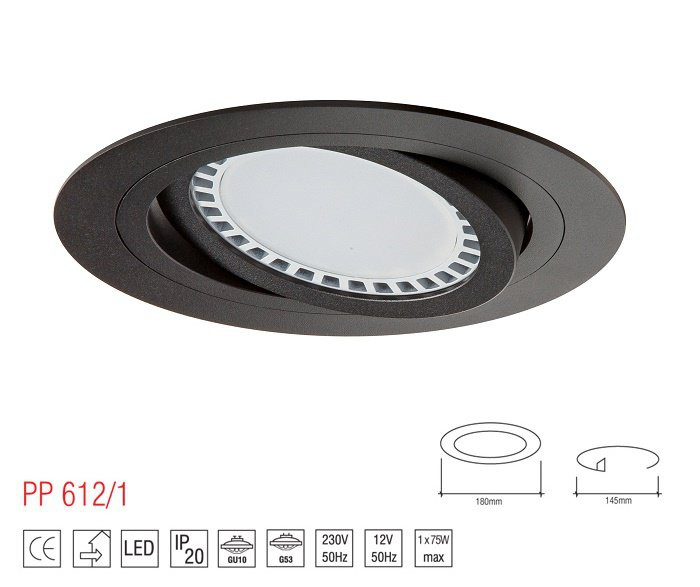 180mm
145mm
PP 612/1
CE
LED
IP
20
GU10
G53
230V
50Hz
12V
50Hz
1 x 75W
max